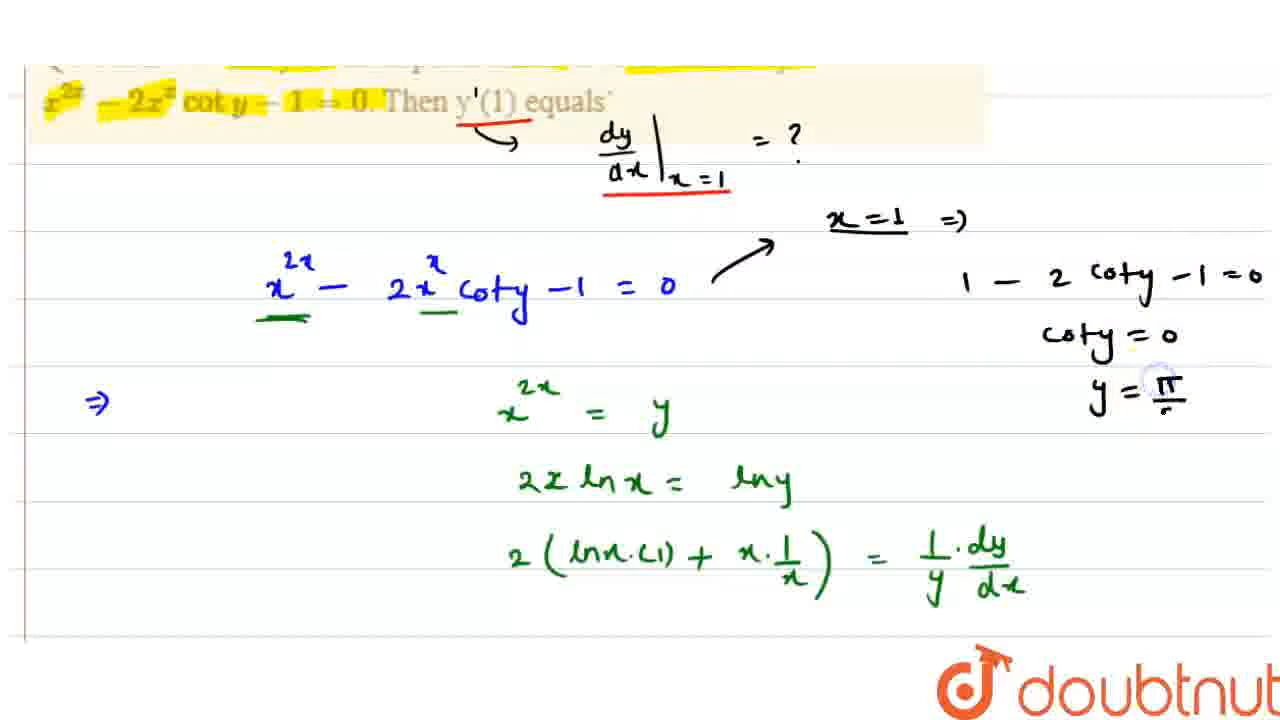 x^{2x} − 2x^x cot y − 1 = 0. Then y'(1) equals'
dy/dx |_{x=1} = ?
x = 1 ⇒
x^{2x} − 2x^x cot y − 1 = 0
1 − 2 cot y − 1 = 0
cot y = 0
⇒ x^{2x} = y
y = π
2x ln x = ln y
2 (ln x·(1) + x·1/x) = 1/y · dy/dx
doubtnut